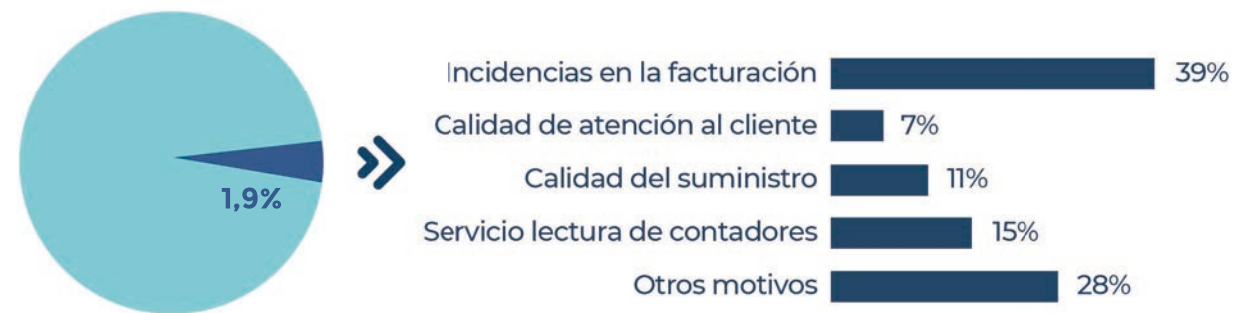 1,9%
Incidencias en la facturación 39%
Calidad de atención al cliente 7%
Calidad del suministro 11%
Servicio lectura de contadores 15%
Otros motivos 28%